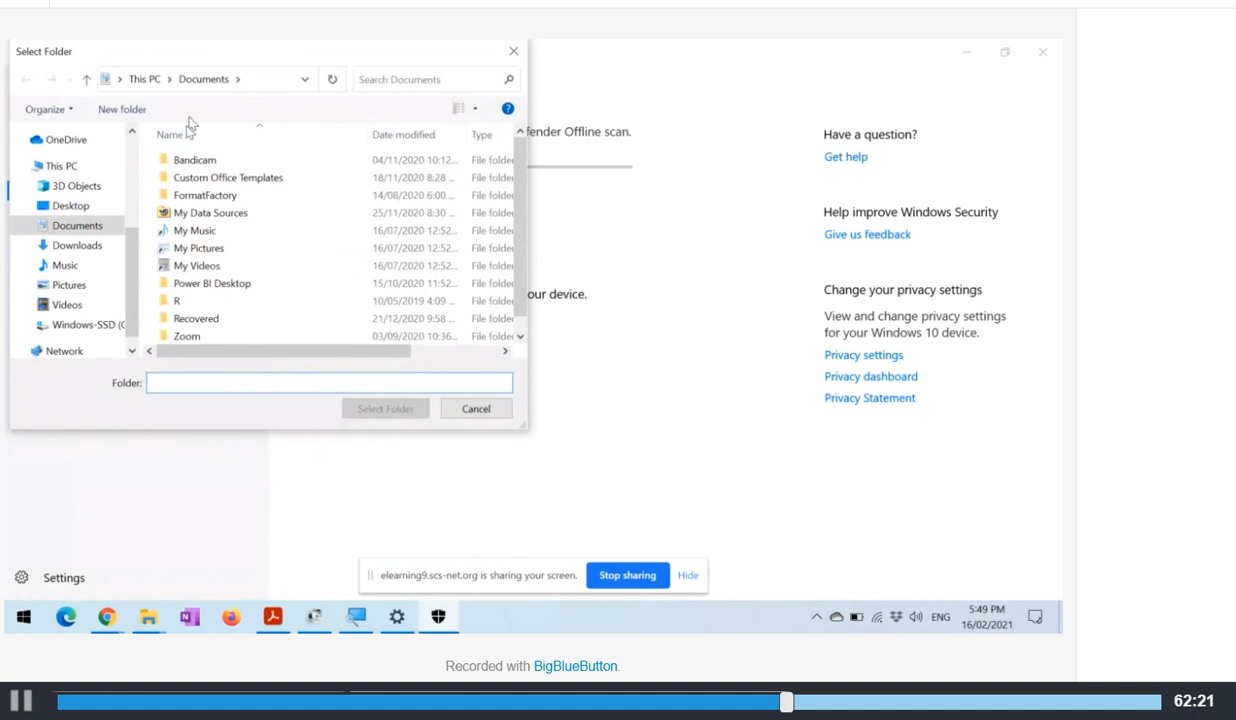 Select Folder
This PC > Documents >
Search Documents
Organize
New folder
Name
Date modified
Type
OneDrive
This PC
3D Objects
Desktop
Documents
Downloads
Music
Pictures
Videos
Windows-SSD (C
Network
Bandicam 04/11/2020 10:12... File folder
Custom Office Templates 18/11/2020 8:28 ... File folder
FormatFactory 14/08/2020 6:00 ... File folder
My Data Sources 25/11/2020 8:30 ... File folder
My Music 16/07/2020 12:52... File folder
My Pictures 16/07/2020 12:52... File folder
My Videos 16/07/2020 12:52... File folder
Power BI Desktop 15/10/2020 11:52... File folder
R 10/05/2019 4:09 ... File folder
Recovered 21/12/2020 9:58 ... File folder
Zoom 03/09/2020 10:36... File folder
Folder:
Select Folder
Cancel
fender Offline scan.
our device.
Have a question?
Get help
Help improve Windows Security
Give us feedback
Change your privacy settings
View and change privacy settings
for your Windows 10 device.
Privacy settings
Privacy dashboard
Privacy Statement
Settings
elearning9.scs-net.org is sharing your screen.
Stop sharing
Hide
ENG
5:49 PM
16/02/2021
Recorded with BigBlueButton.
62:21